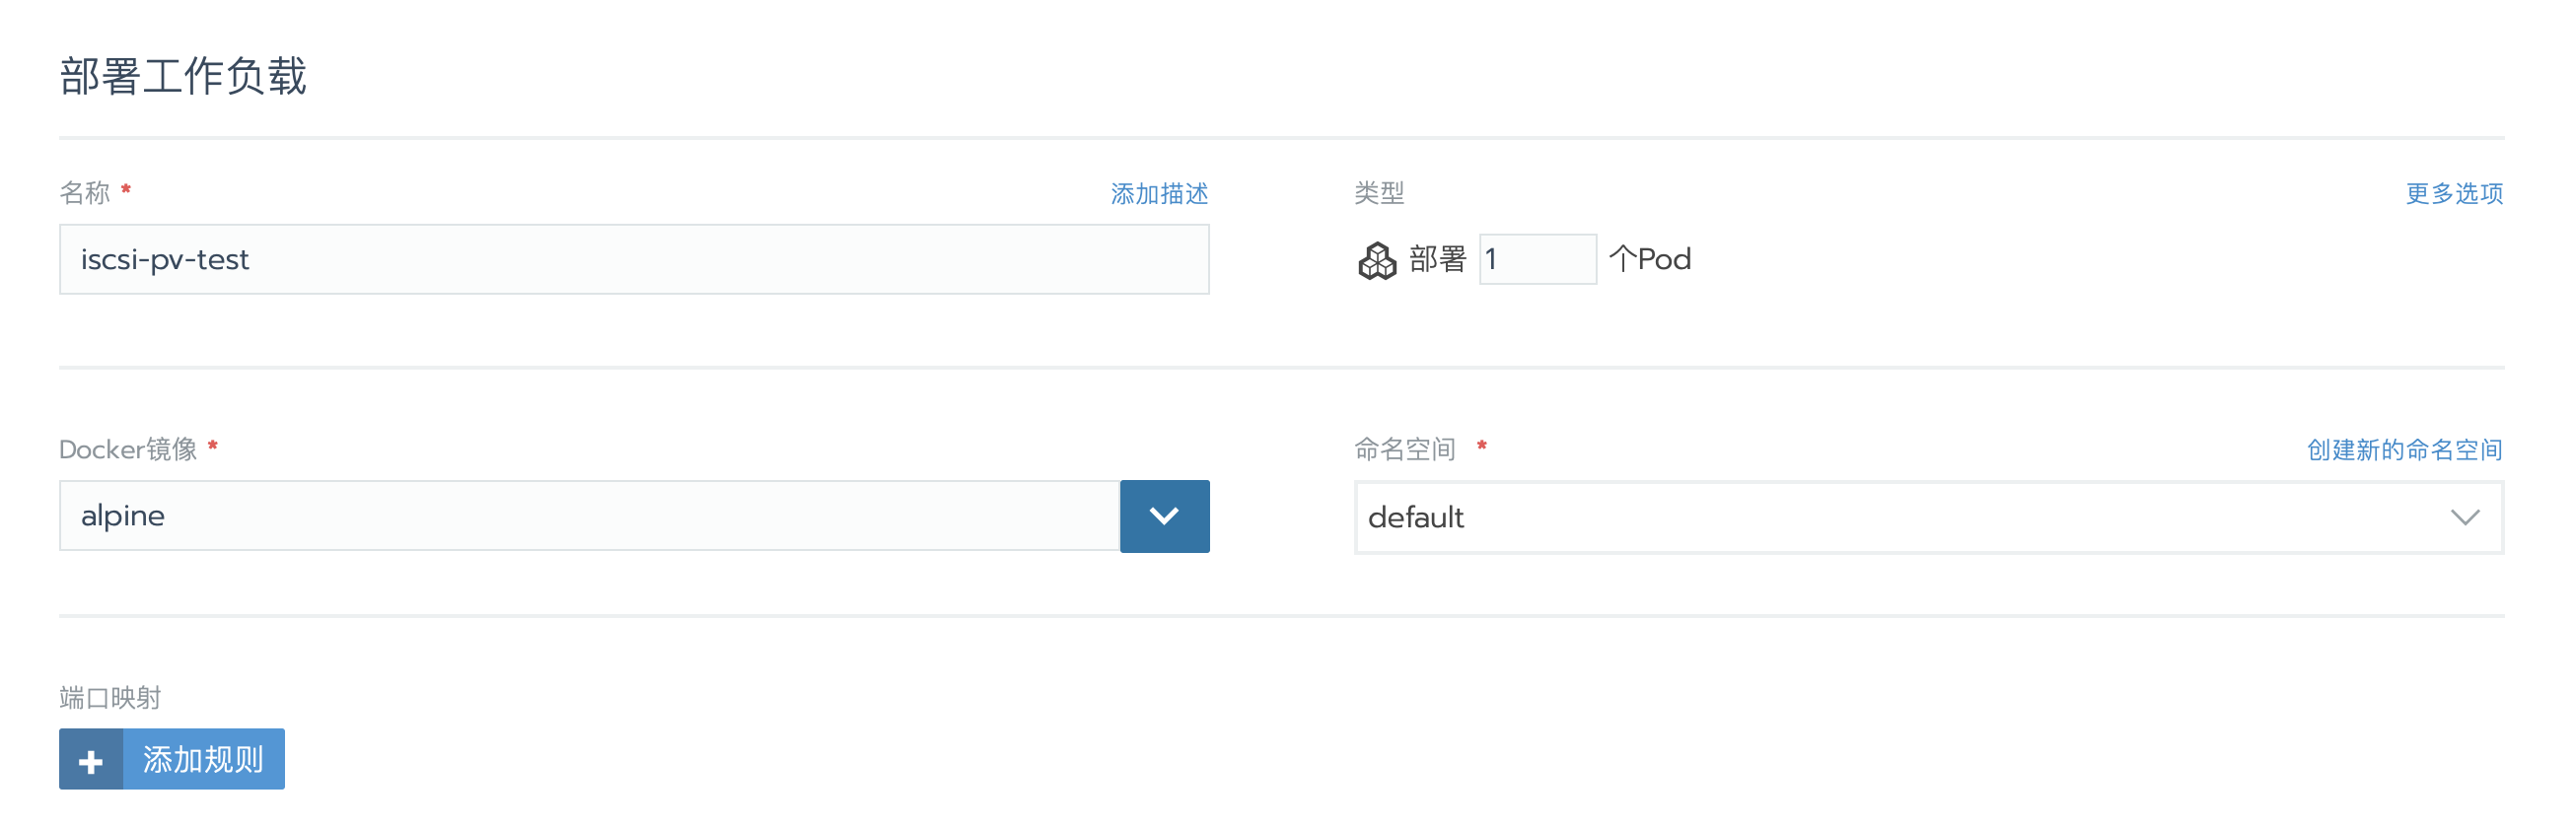 部署工作负载
名称 * 添加描述
类型 更多选项
iscsi-pv-test
部署 1 个Pod
Docker镜像 *
命名空间 * 创建新的命名空间
alpine
default
端口映射
添加规则